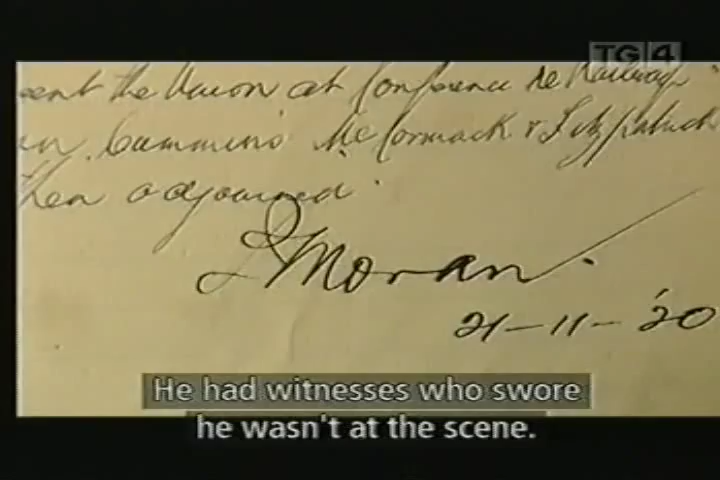 TG4
ent the Union at Conference re Railway
Cummins McCormack & Fitzpatrick
then adjourned.
J Moran.
21-11-'20
He had witnesses who swore
he wasn't at the scene.